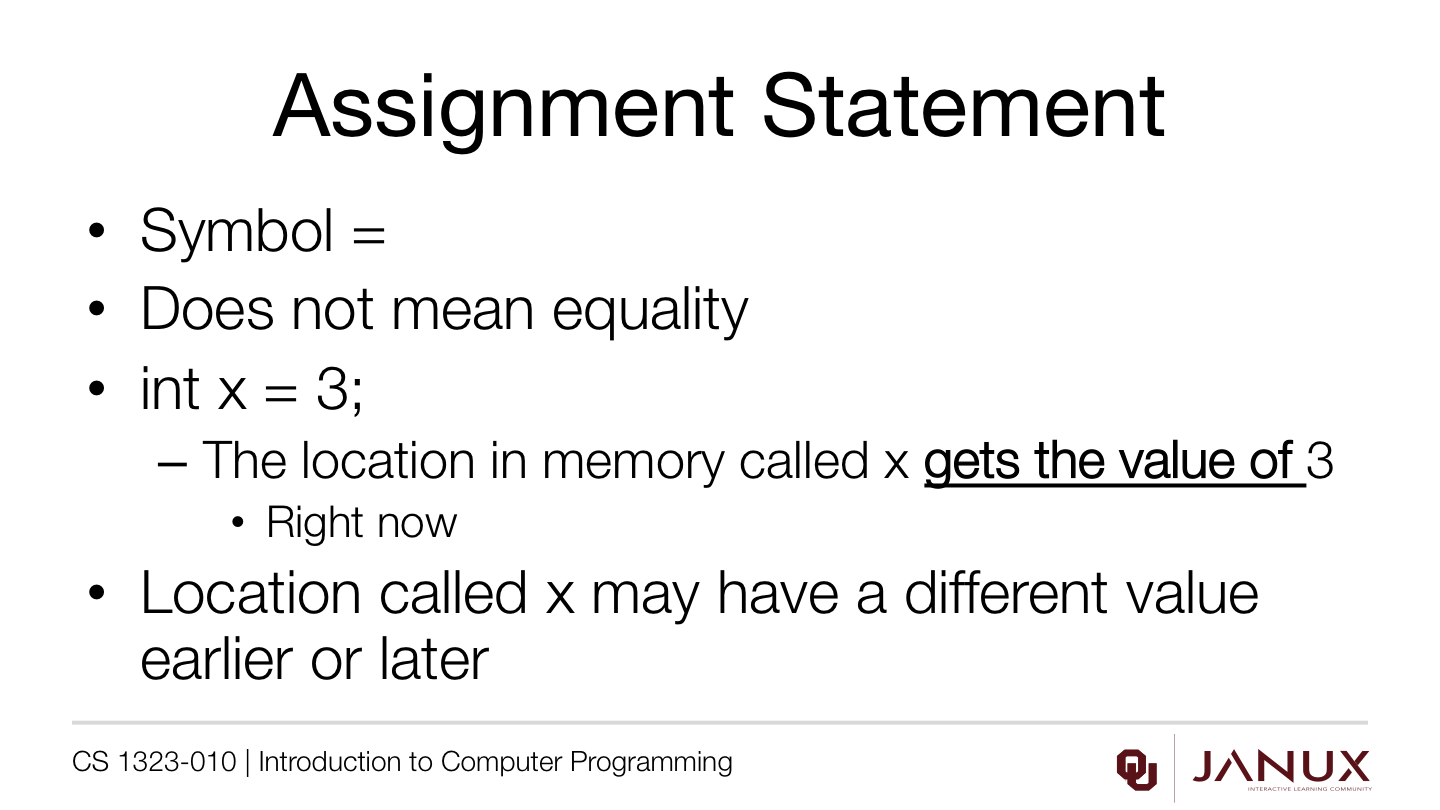 Assignment Statement
• Symbol =
• Does not mean equality
• int x = 3;
– The location in memory called x gets the value of 3
• Right now
• Location called x may have a different value
earlier or later
CS 1323-010 | Introduction to Computer Programming
OU
JANUX
INTERACTIVE LEARNING COMMUNITY